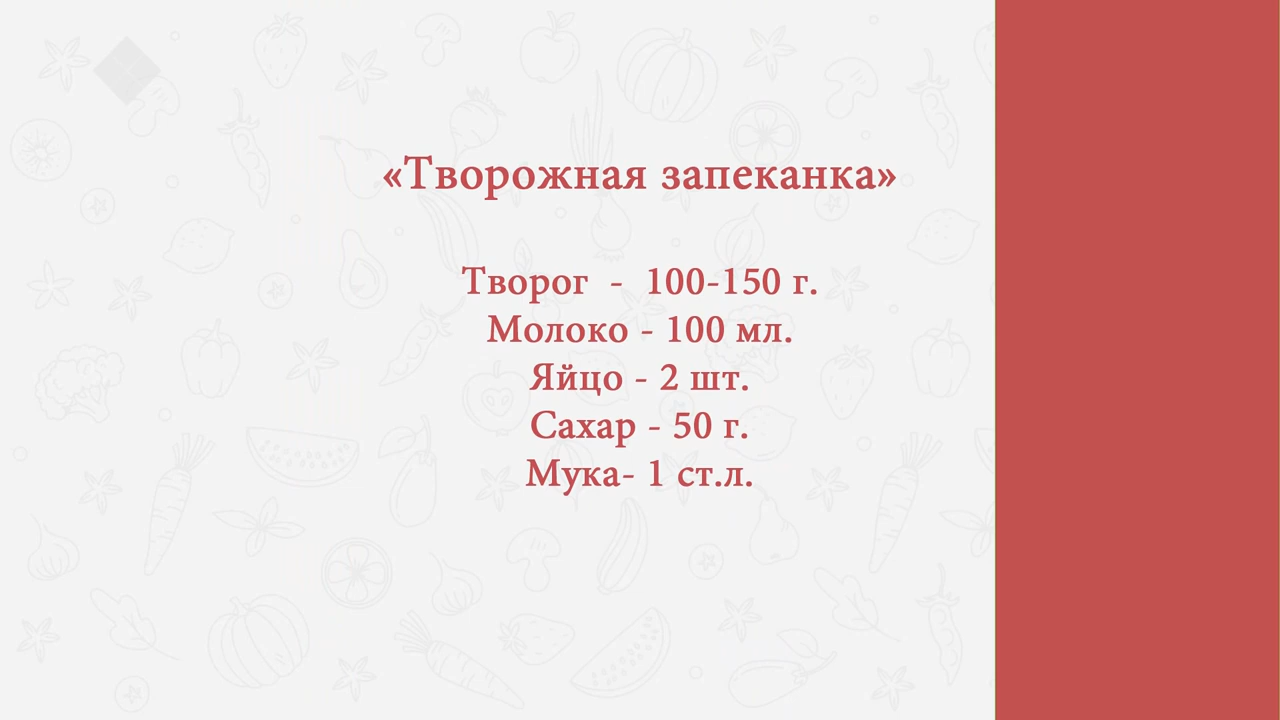 «Творожная запеканка»
Творог - 100-150 г.
Молоко - 100 мл.
Яйцо - 2 шт.
Сахар - 50 г.
Мука- 1 ст.л.